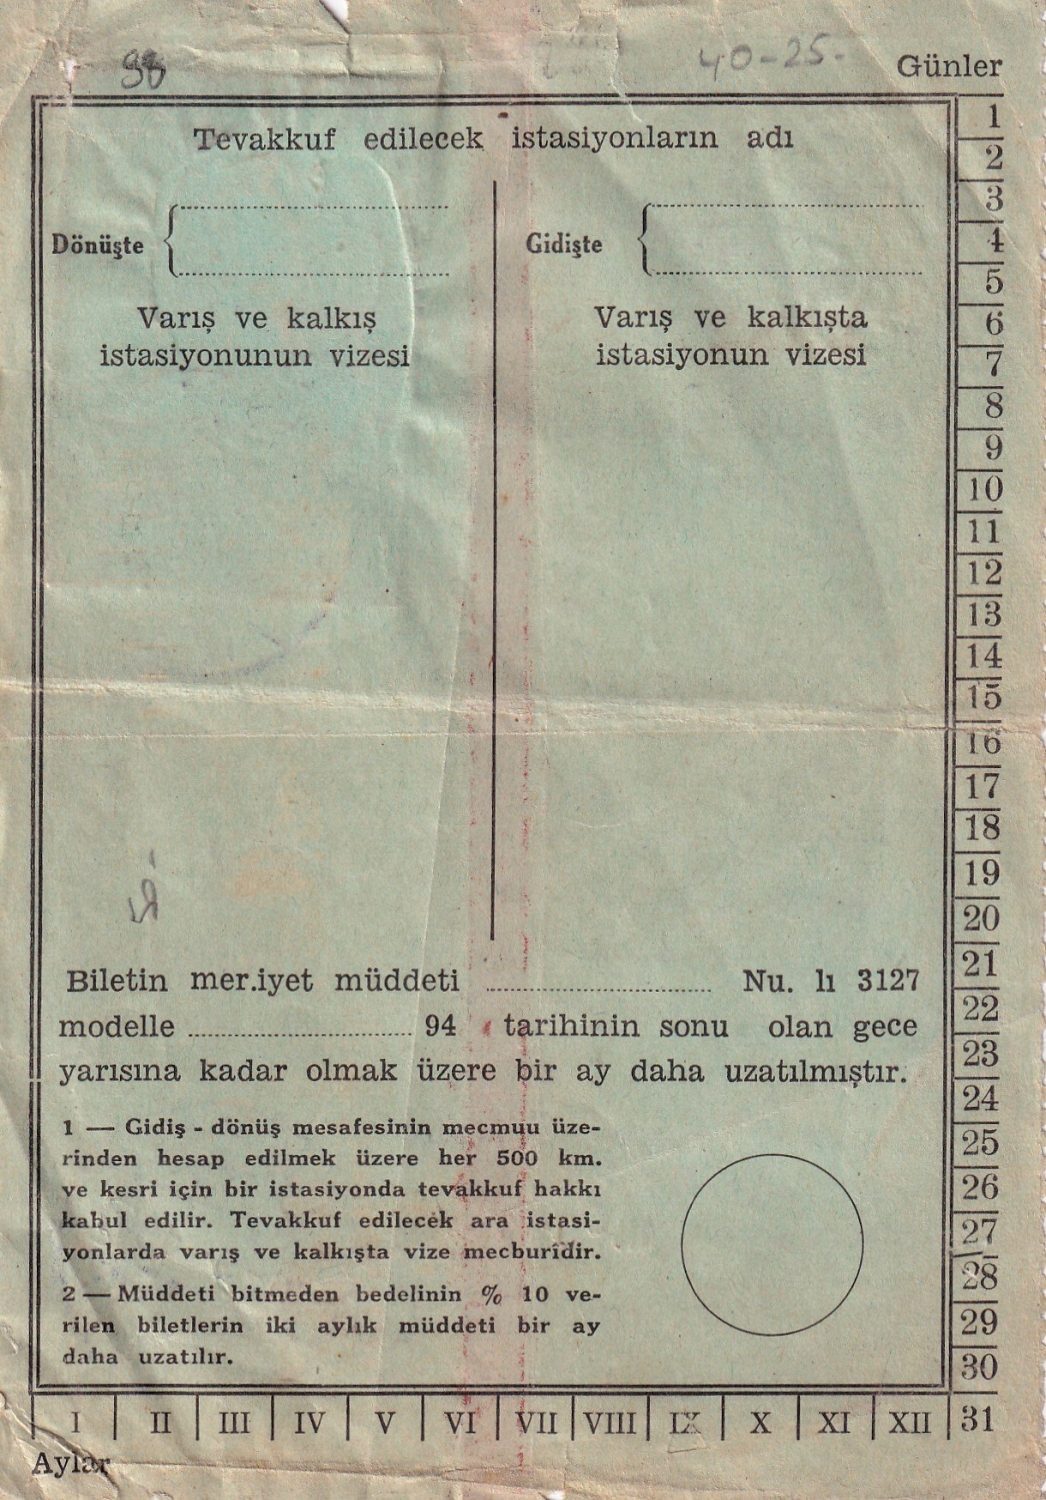 98
40-25-
Günler
Tevakkuf edilecek istasiyonların adı
Dönüşte
Gidişte
Varış ve kalkış
istasiyonunun vizesi
Varış ve kalkışta
istasiyonun vizesi
Biletin mer.iyet müddeti ........................ Nu. lı 3127
modelle ........................ 94 tarihinin sonu olan gece
yarısına kadar olmak üzere bir ay daha uzatılmıştır.
1 — Gidiş - dönüş mesafesinin mecmuu üze-
rinden hesap edilmek üzere her 500 km.
ve kesri için bir istasiyonda tevakkuf hakkı
kabul edilir. Tevakkuf edilecek ara istasi-
yonlarda varış ve kalkışta vize mecburîdir.
2 — Müddeti bitmeden bedelinin % 10 ve-
rilen biletlerin iki aylık müddeti bir ay
daha uzatılır.
1
2
3
4
5
6
7
8
9
10
11
12
13
14
15
16
17
18
19
20
21
22
23
24
25
26
27
28
29
30
31
I II III IV V VI VII VIII IX X XI XII
Aylar